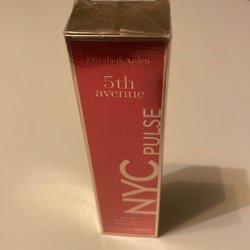 Elizabeth Arden
5th
avenue
NYC PULSE